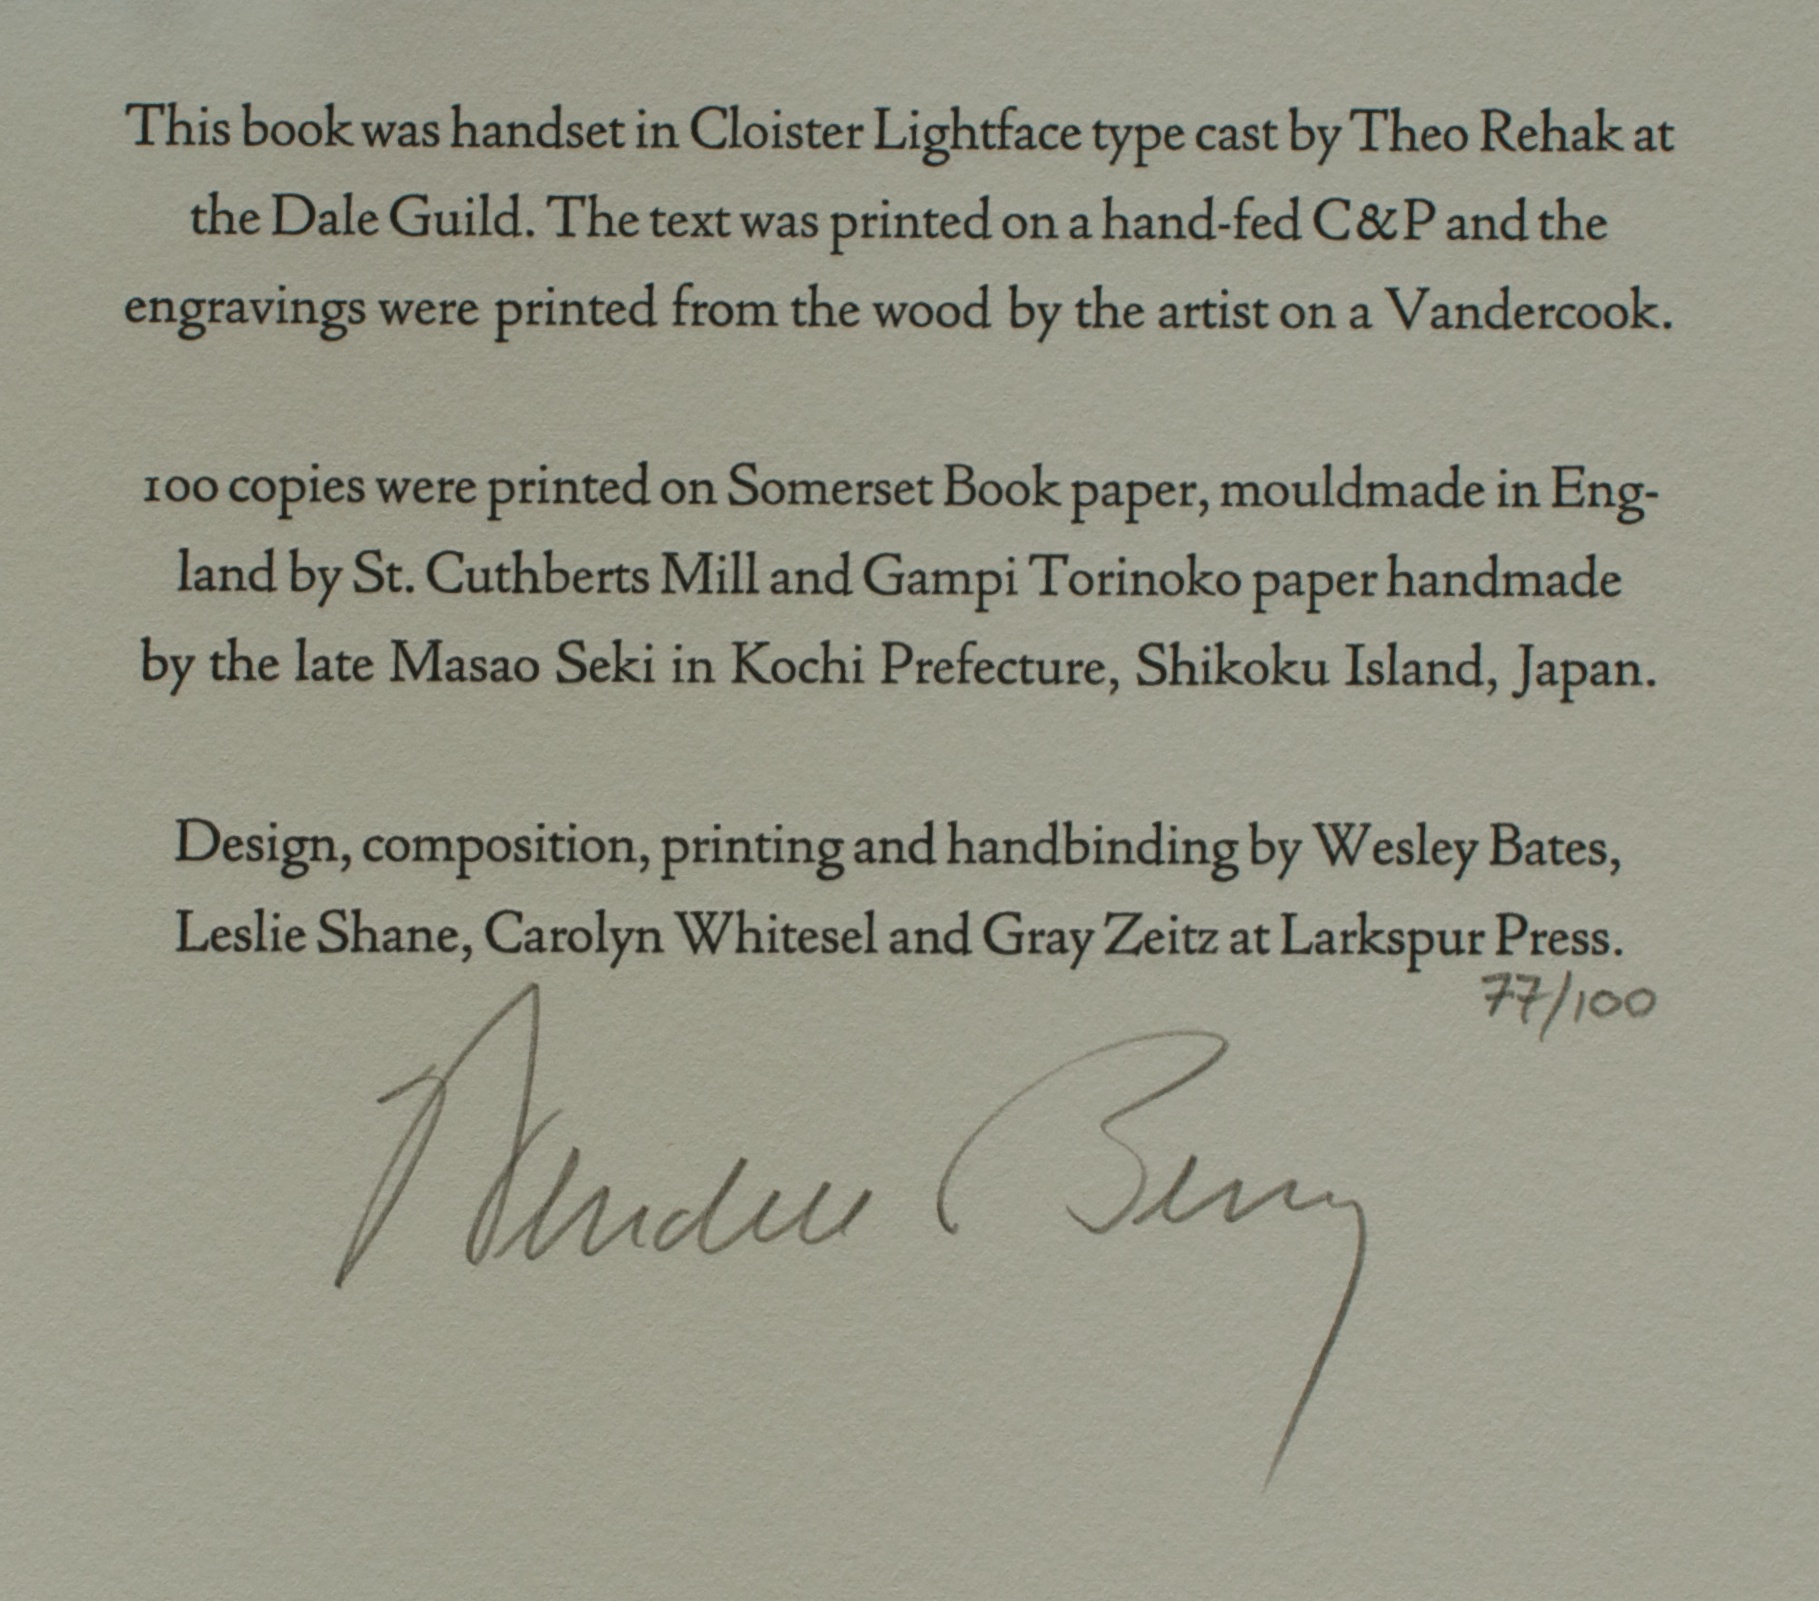 This book was handset in Cloister Lightface type cast by Theo Rehak at
the Dale Guild. The text was printed on a hand-fed C&P and the
engravings were printed from the wood by the artist on a Vandercook.
100 copies were printed on Somerset Book paper, mouldmade in Eng-
land by St. Cuthberts Mill and Gampi Torinoko paper handmade
by the late Masao Seki in Kochi Prefecture, Shikoku Island, Japan.
Design, composition, printing and handbinding by Wesley Bates,
Leslie Shane, Carolyn Whitesel and Gray Zeitz at Larkspur Press.
77/100
Wendell Berry